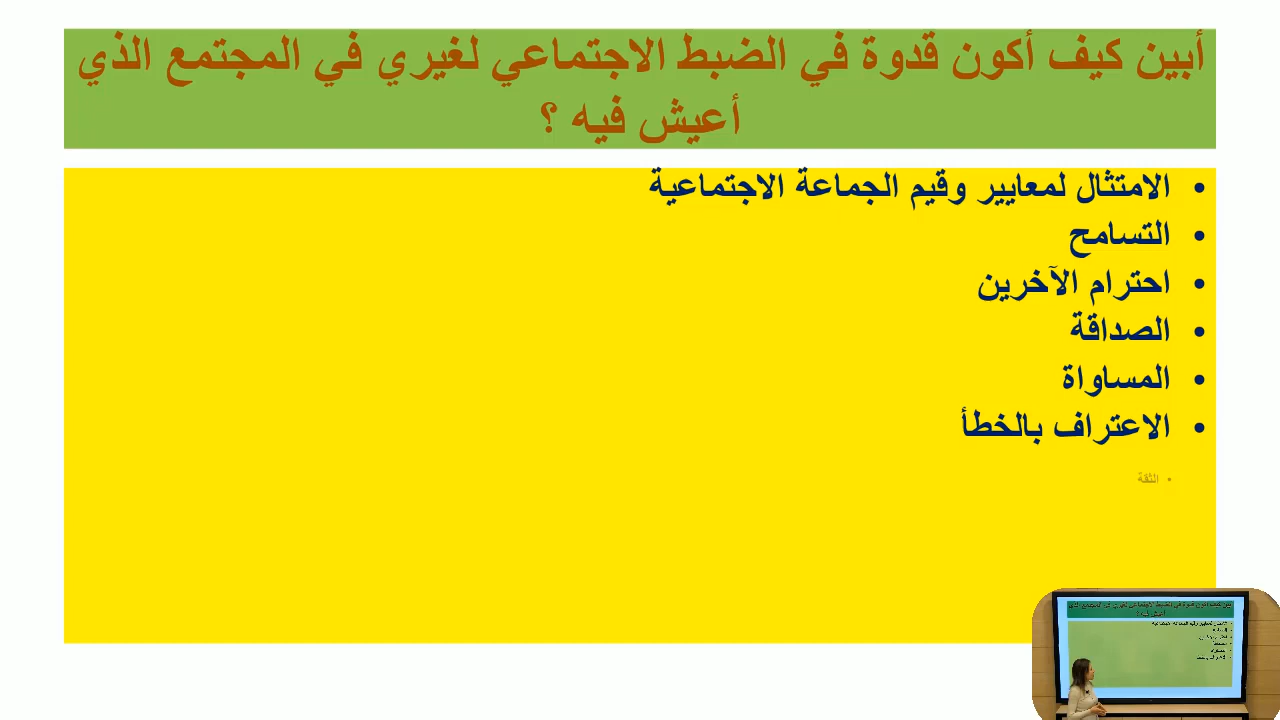 أبين كيف أكون قدوة في الضبط الاجتماعي لغيري في المجتمع الذي
أعيش فيه ؟
• الامتثال لمعايير وقيم الجماعة الاجتماعية
• التسامح
• احترام الآخرين
• الصداقة
• المساواة
• الاعتراف بالخطأ
• الثقة